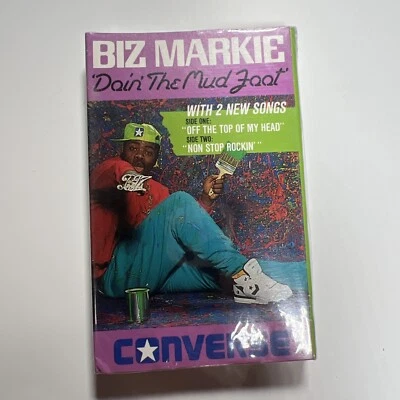 BIZ MARKIE
'Doin' The Mud Foot'
WITH 2 NEW SONGS
SIDE ONE:
"OFF THE TOP OF MY HEAD"
SIDE TWO:
"NON STOP ROCKIN'"
CONVERSE